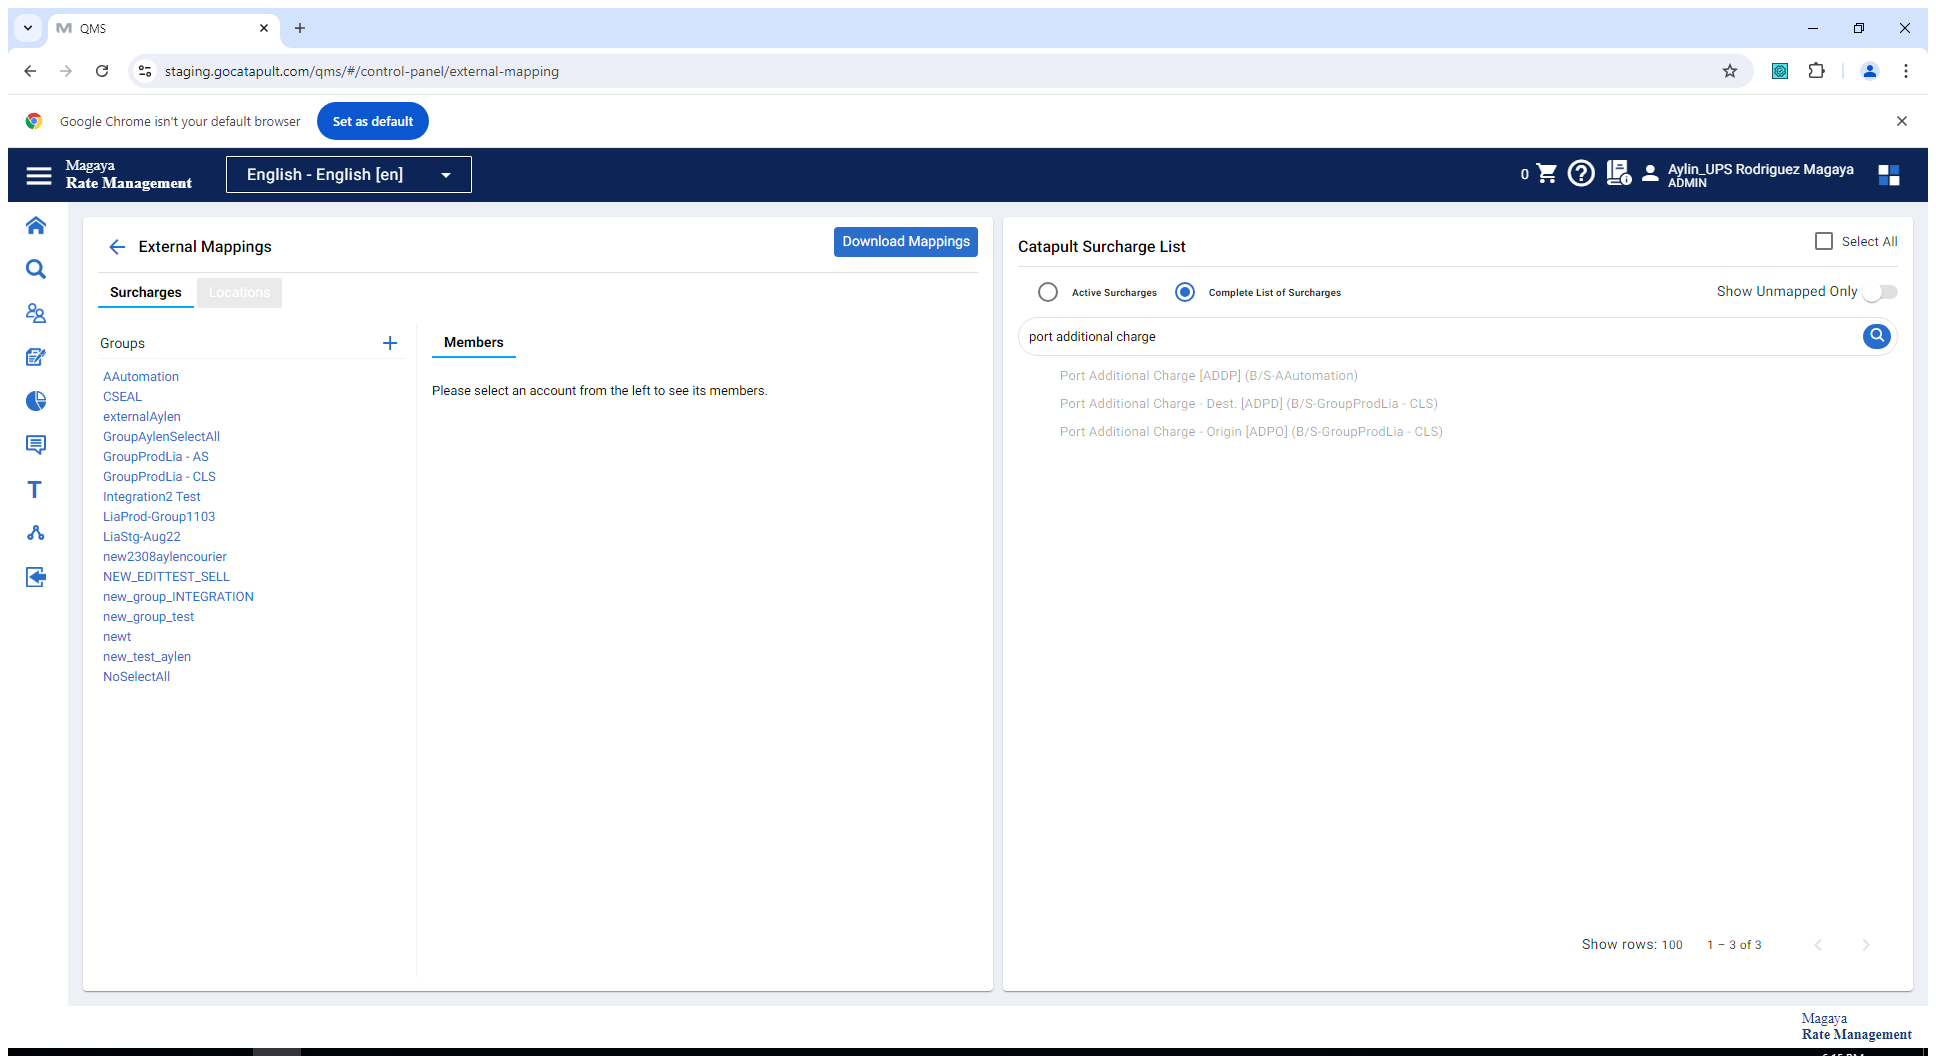 QMS
staging.gocatapult.com/qms/#/control-panel/external-mapping
Google Chrome isn't your default browser
Set as default
Magaya
Rate Management
English - English [en]
0
Aylin_UPS Rodriguez Magaya
ADMIN
External Mappings
Download Mappings
Surcharges
Locations
Groups
AAutomation
CSEAL
externalAylen
GroupAylenSelectAll
GroupProdLia - AS
GroupProdLia - CLS
Integration2 Test
LiaProd-Group1103
LiaStg-Aug22
new2308aylencourier
NEW_EDITTEST_SELL
new_group_INTEGRATION
new_group_test
newt
new_test_aylen
NoSelectAll
Members
Please select an account from the left to see its members.
Catapult Surcharge List
Select All
Active Surcharges
Complete List of Surcharges
Show Unmapped Only
port additional charge
Port Additional Charge [ADDP] (B/S-AAutomation)
Port Additional Charge - Dest. [ADPD] (B/S-GroupProdLia - CLS)
Port Additional Charge - Origin [ADPO] (B/S-GroupProdLia - CLS)
Show rows: 100
1 – 3 of 3
Magaya
Rate Management